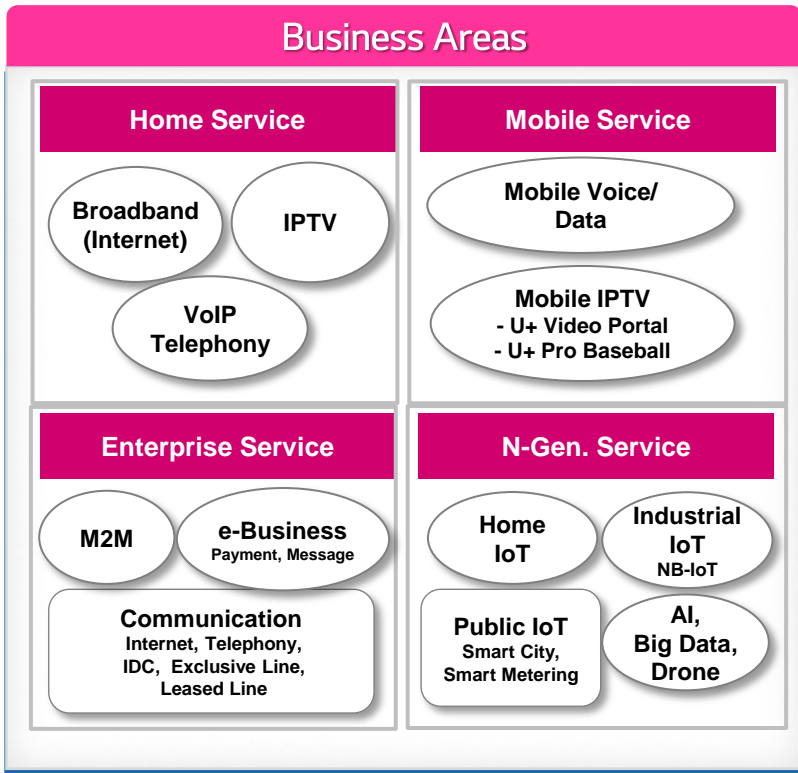 Business Areas
Home Service
Broadband
(Internet)
IPTV
VoIP
Telephony
Mobile Service
Mobile Voice/
Data
Mobile IPTV
- U+ Video Portal
- U+ Pro Baseball
Enterprise Service
M2M
e-Business
Payment, Message
Communication
Internet, Telephony,
IDC, Exclusive Line,
Leased Line
N-Gen. Service
Home
IoT
Industrial
IoT
NB-IoT
Public IoT
Smart City,
Smart Metering
AI,
Big Data,
Drone